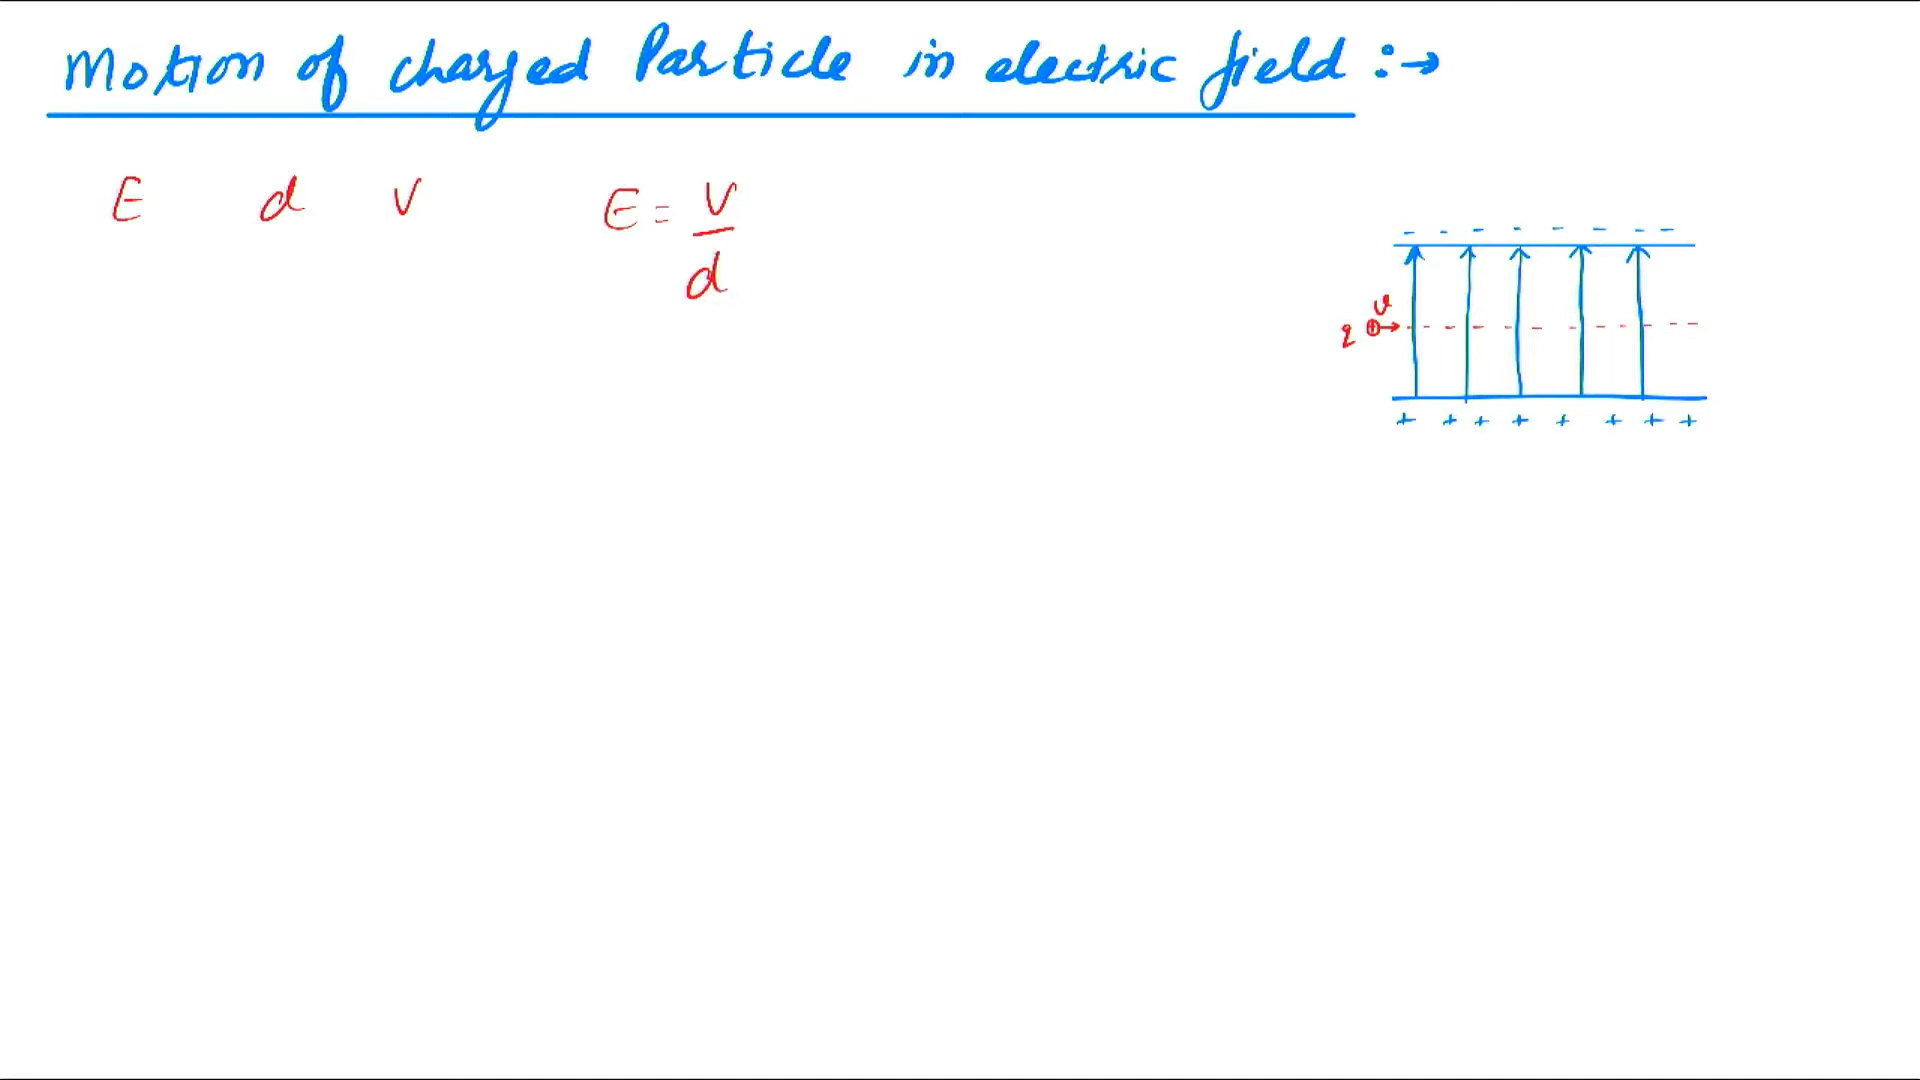 Motion of charged Particle in electric field :→
E d V E = V/d
- - - - - - - -
v
q ⊕→
+ + + + + + + +